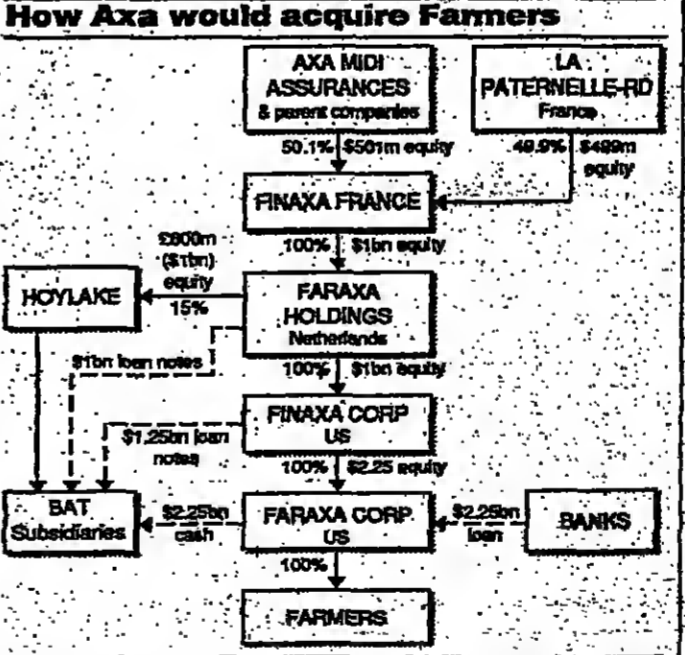 How Axa would acquire Farmers
AXA MIDI
ASSURANCES
& parent companies
LA
PATERNELLE-RD
France
50.1% $501m equity
49.9% $499m
equity
FINAXA FRANCE
100% $1bn equity
£600m
($1bn)
equity
15%
HOYLAKE
FARAXA
HOLDINGS
Netherlands
$1bn loan notes
100% $1bn equity
FINAXA CORP
US
$1.25bn loan
notes
100% $2.25 equity
BAT
Subsidiaries
$2.25bn
cash
FARAXA CORP
US
$2.25bn
loan
BANKS
100%
FARMERS